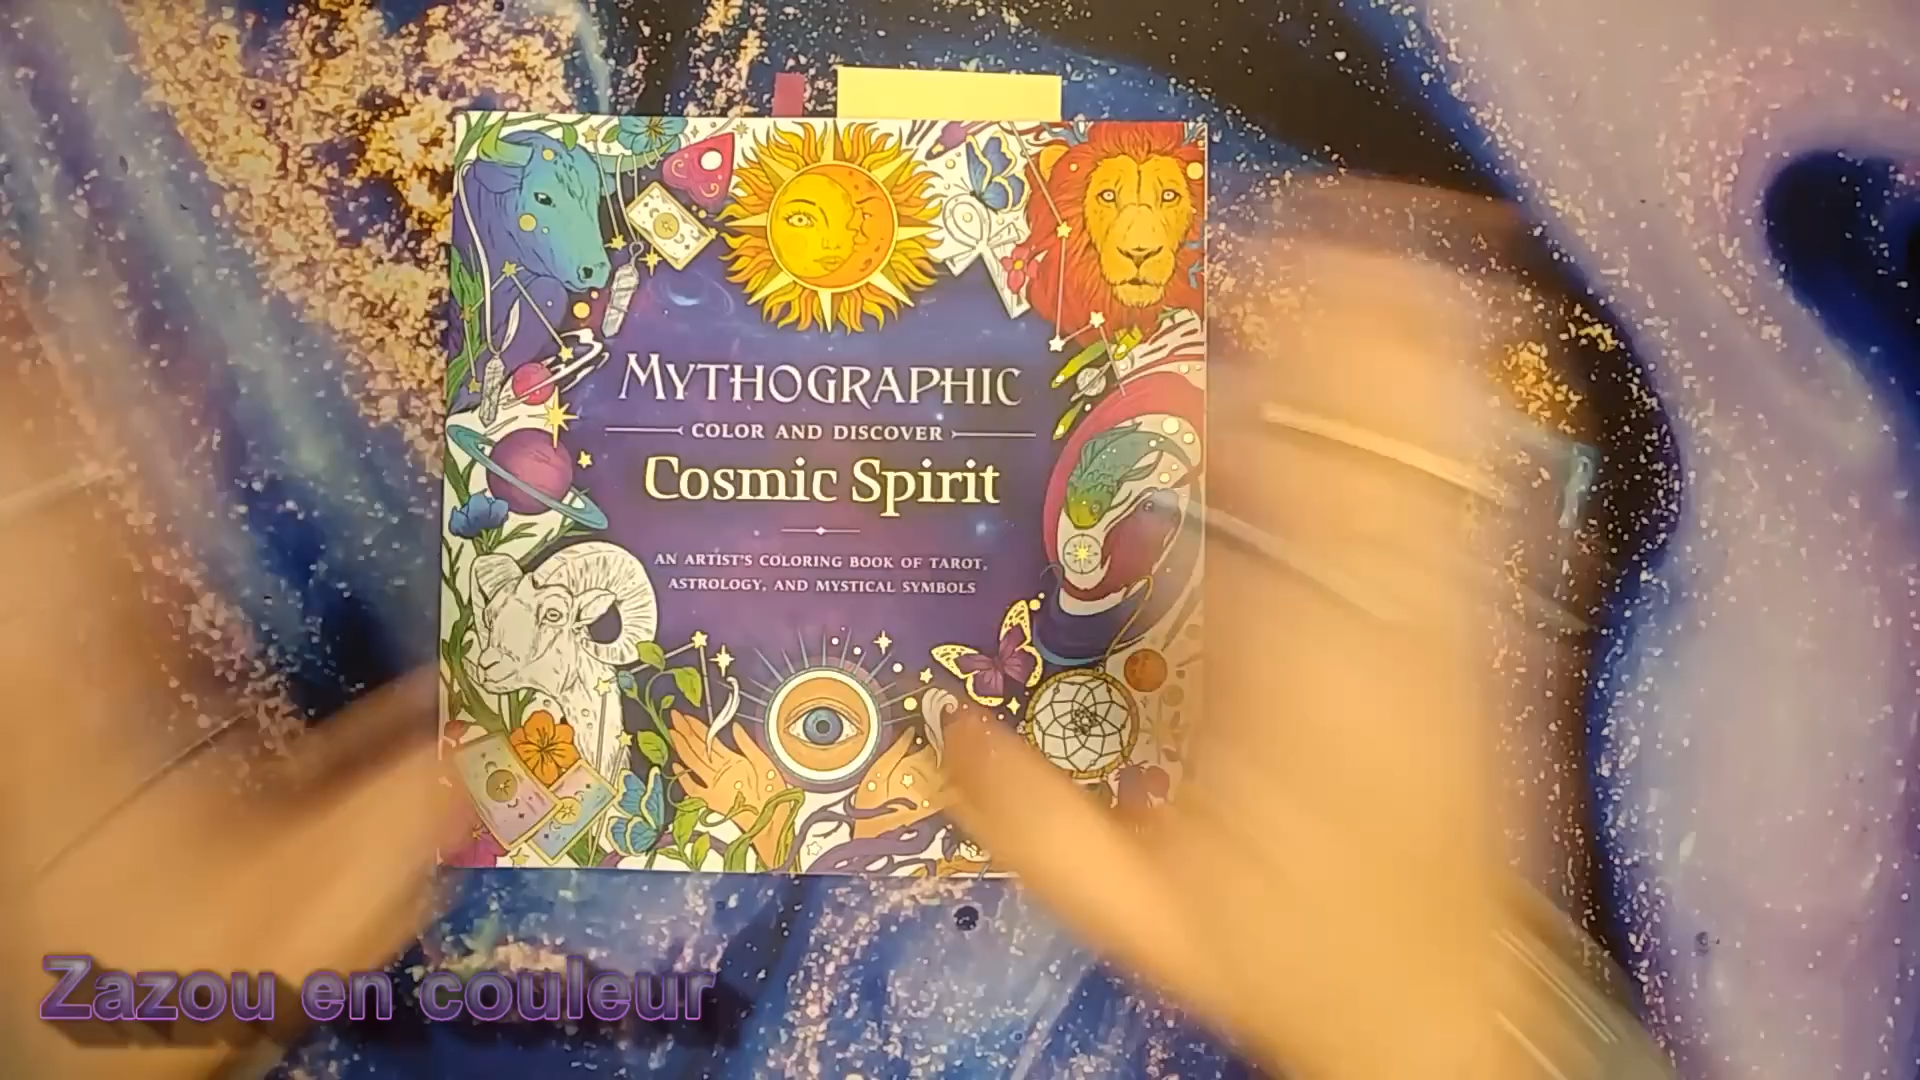 MYTHOGRAPHIC
COLOR AND DISCOVER
Cosmic Spirit
AN ARTIST'S COLORING BOOK OF TAROT,
ASTROLOGY, AND MYSTICAL SYMBOLS
Zazou en couleur